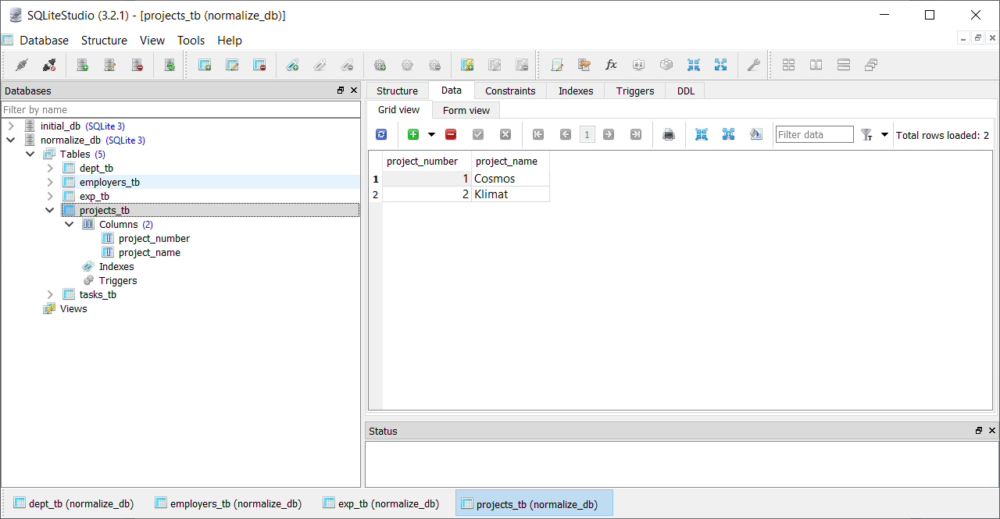 SQLiteStudio (3.2.1) - [projects_tb (normalize_db)]
Database Structure View Tools Help
Databases
Filter by name
initial_db (SQLite 3)
normalize_db (SQLite 3)
Tables (5)
dept_tb
employers_tb
exp_tb
projects_tb
Columns (2)
project_number
project_name
Indexes
Triggers
tasks_tb
Views
Structure Data Constraints Indexes Triggers DDL
Grid view Form view
1 Filter data Total rows loaded: 2
project_number project_name
1 1 Cosmos
2 2 Klimat
Status
dept_tb (normalize_db) employers_tb (normalize_db) exp_tb (normalize_db) projects_tb (normalize_db)